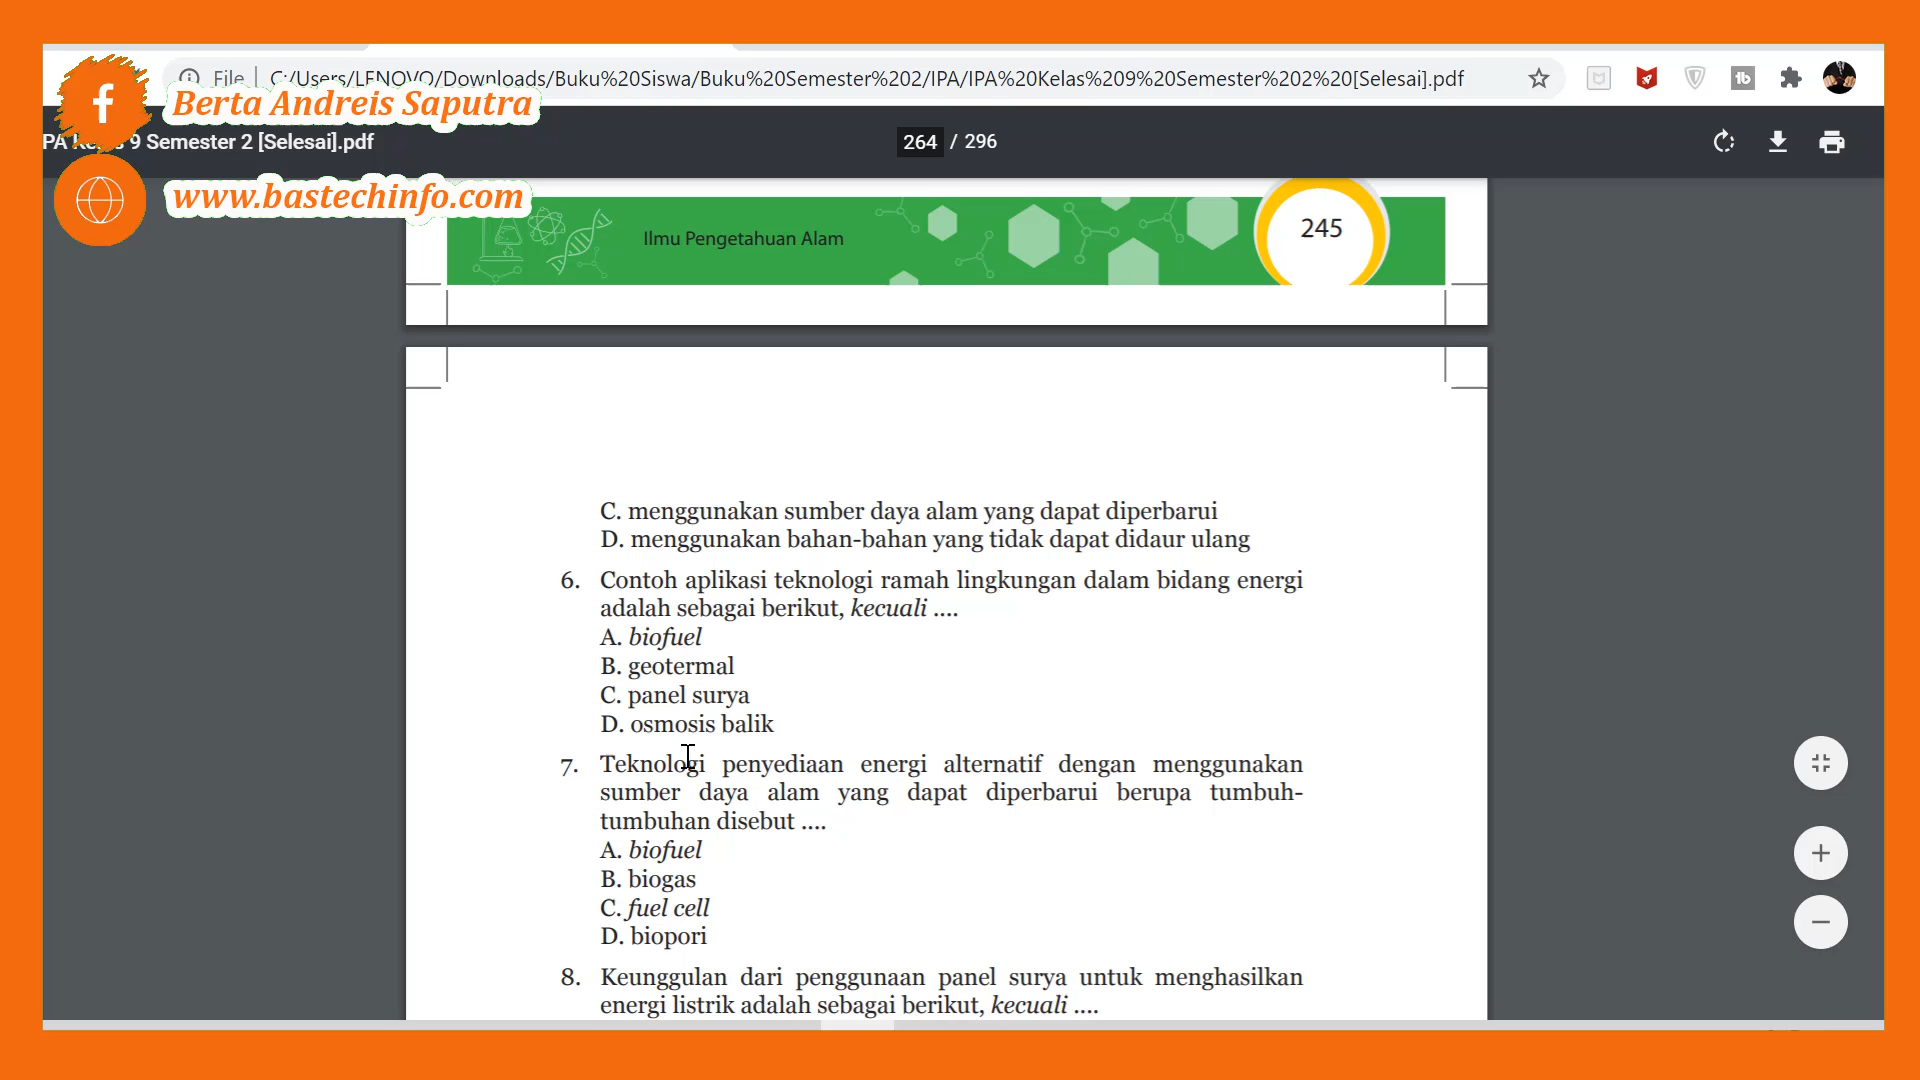 File
C:/Users/LENOVO/Downloads/Buku%20Siswa/Buku%20Semester%202/IPA/IPA%20Kelas%209%20Semester%202%20[Selesai].pdf
Berta Andreis Saputra
PA Kelas 9 Semester 2 [Selesai].pdf
264 / 296
www.bastechinfo.com
Ilmu Pengetahuan Alam
245
C. menggunakan sumber daya alam yang dapat diperbarui
D. menggunakan bahan-bahan yang tidak dapat didaur ulang
6. Contoh aplikasi teknologi ramah lingkungan dalam bidang energi
adalah sebagai berikut, kecuali ....
A. biofuel
B. geotermal
C. panel surya
D. osmosis balik
7. Teknologi penyediaan energi alternatif dengan menggunakan
sumber daya alam yang dapat diperbarui berupa tumbuh-
tumbuhan disebut ....
A. biofuel
B. biogas
C. fuel cell
D. biopori
8. Keunggulan dari penggunaan panel surya untuk menghasilkan
energi listrik adalah sebagai berikut, kecuali ....